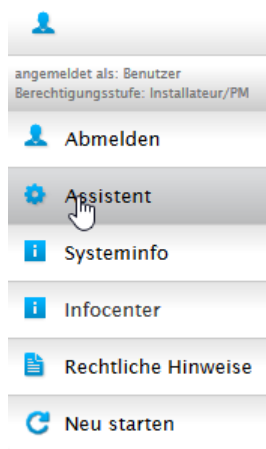 angemeldet als: Benutzer
Berechtigungsstufe: Installateur/PM
Abmelden
Assistent
Systeminfo
Infocenter
Rechtliche Hinweise
Neu starten